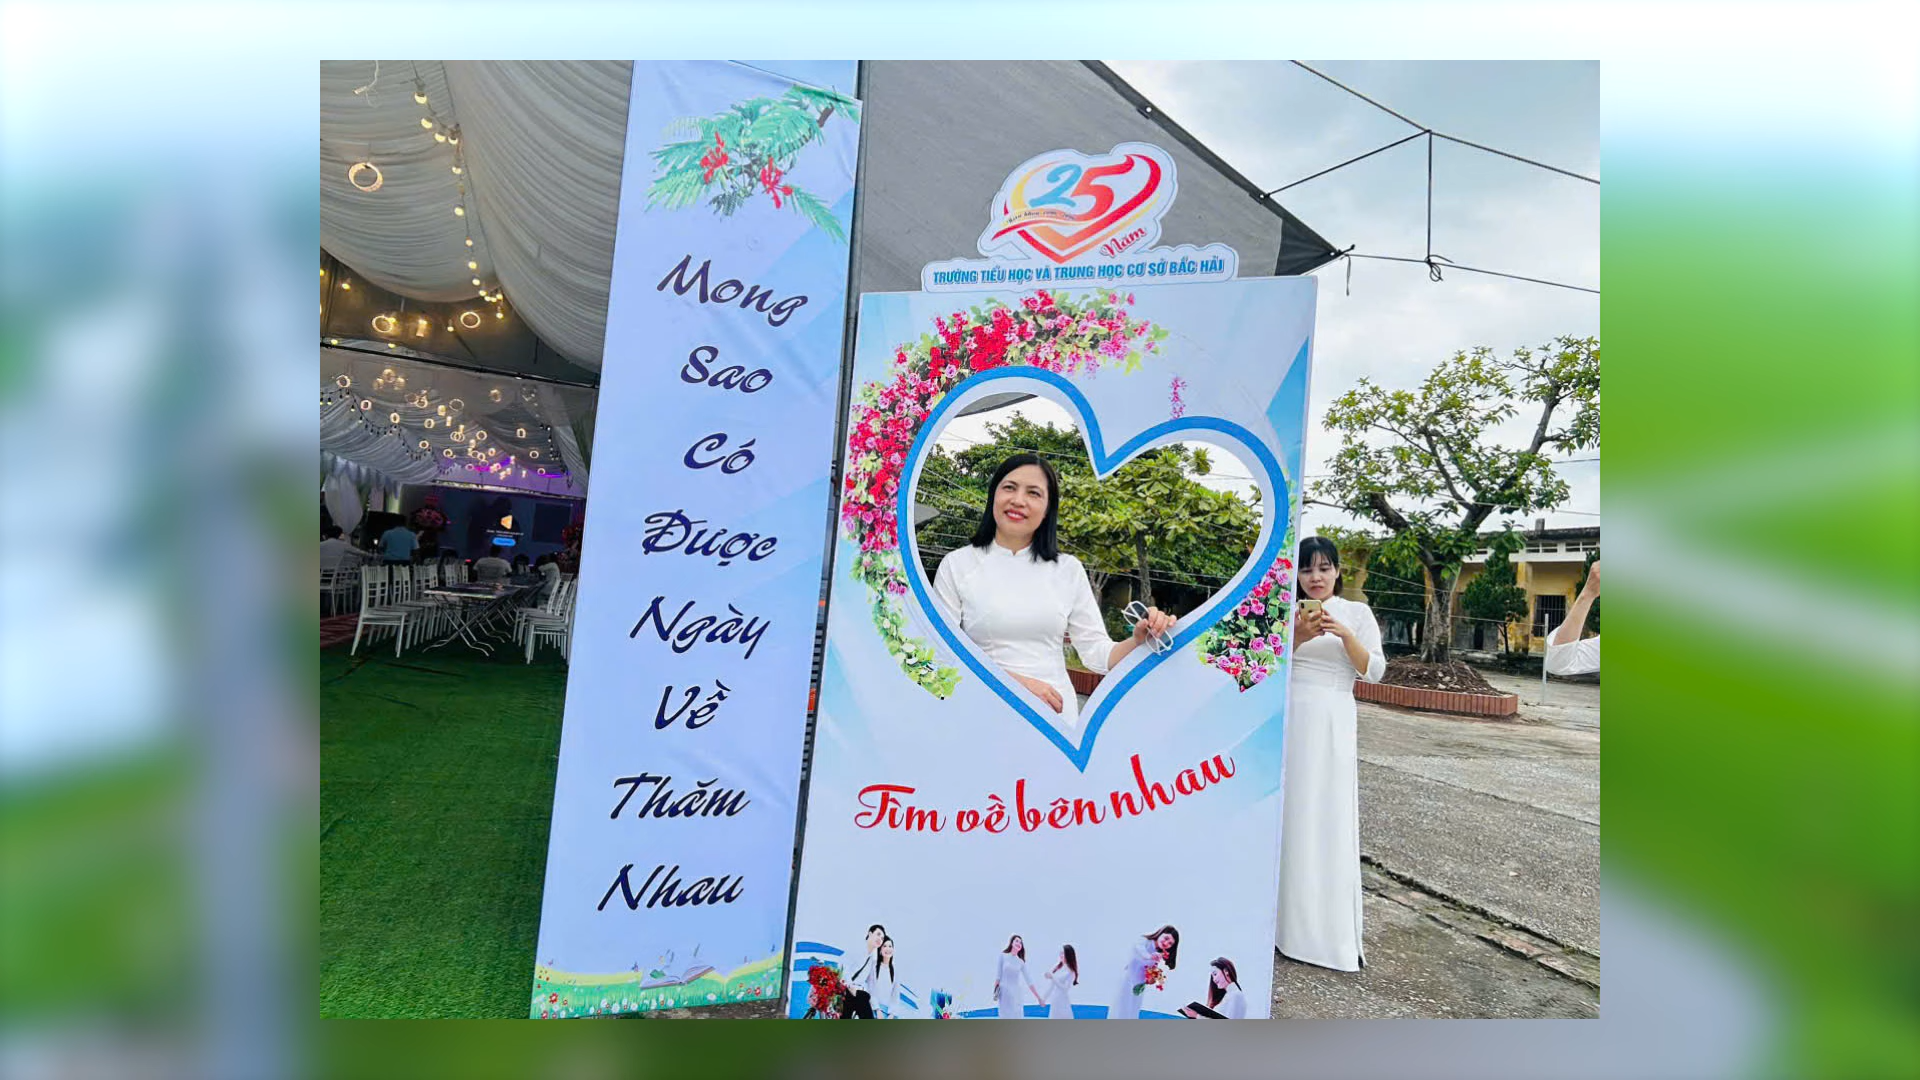 Mong
Sao
Có
Được
Ngày
Về
Thăm
Nhau
25
Năm
TRƯỜNG TIỂU HỌC VÀ TRUNG HỌC CƠ SỞ BẮC HẢI
Tìm về bên nhau